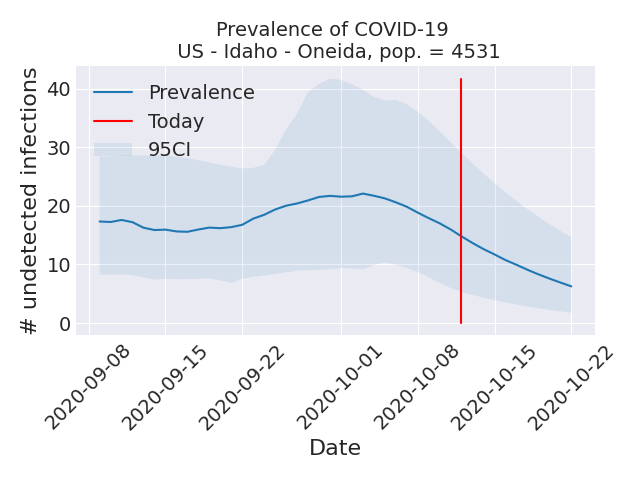 Prevalence of COVID-19
US - Idaho - Oneida, pop. = 4531
# undetected infections
40
30
20
10
0
Prevalence
Today
95CI
2020-09-08
2020-09-15
2020-09-22
2020-10-01
2020-10-08
2020-10-15
2020-10-22
Date